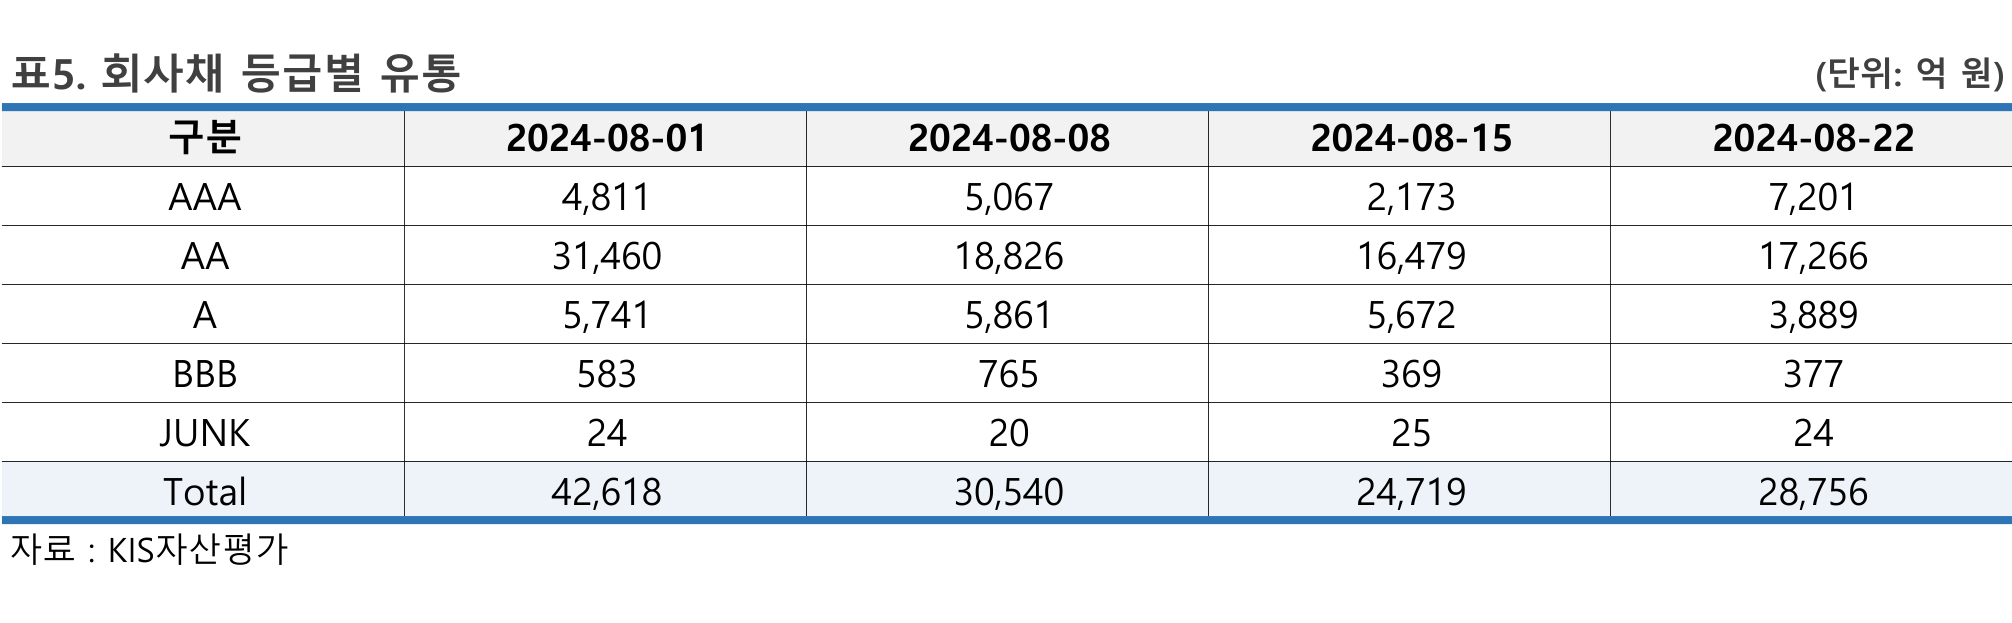 표5. 회사채 등급별 유통 (단위: 억 원)
구분 2024-08-01 2024-08-08 2024-08-15 2024-08-22
AAA 4,811 5,067 2,173 7,201
AA 31,460 18,826 16,479 17,266
A 5,741 5,861 5,672 3,889
BBB 583 765 369 377
JUNK 24 20 25 24
Total 42,618 30,540 24,719 28,756
자료 : KIS자산평가